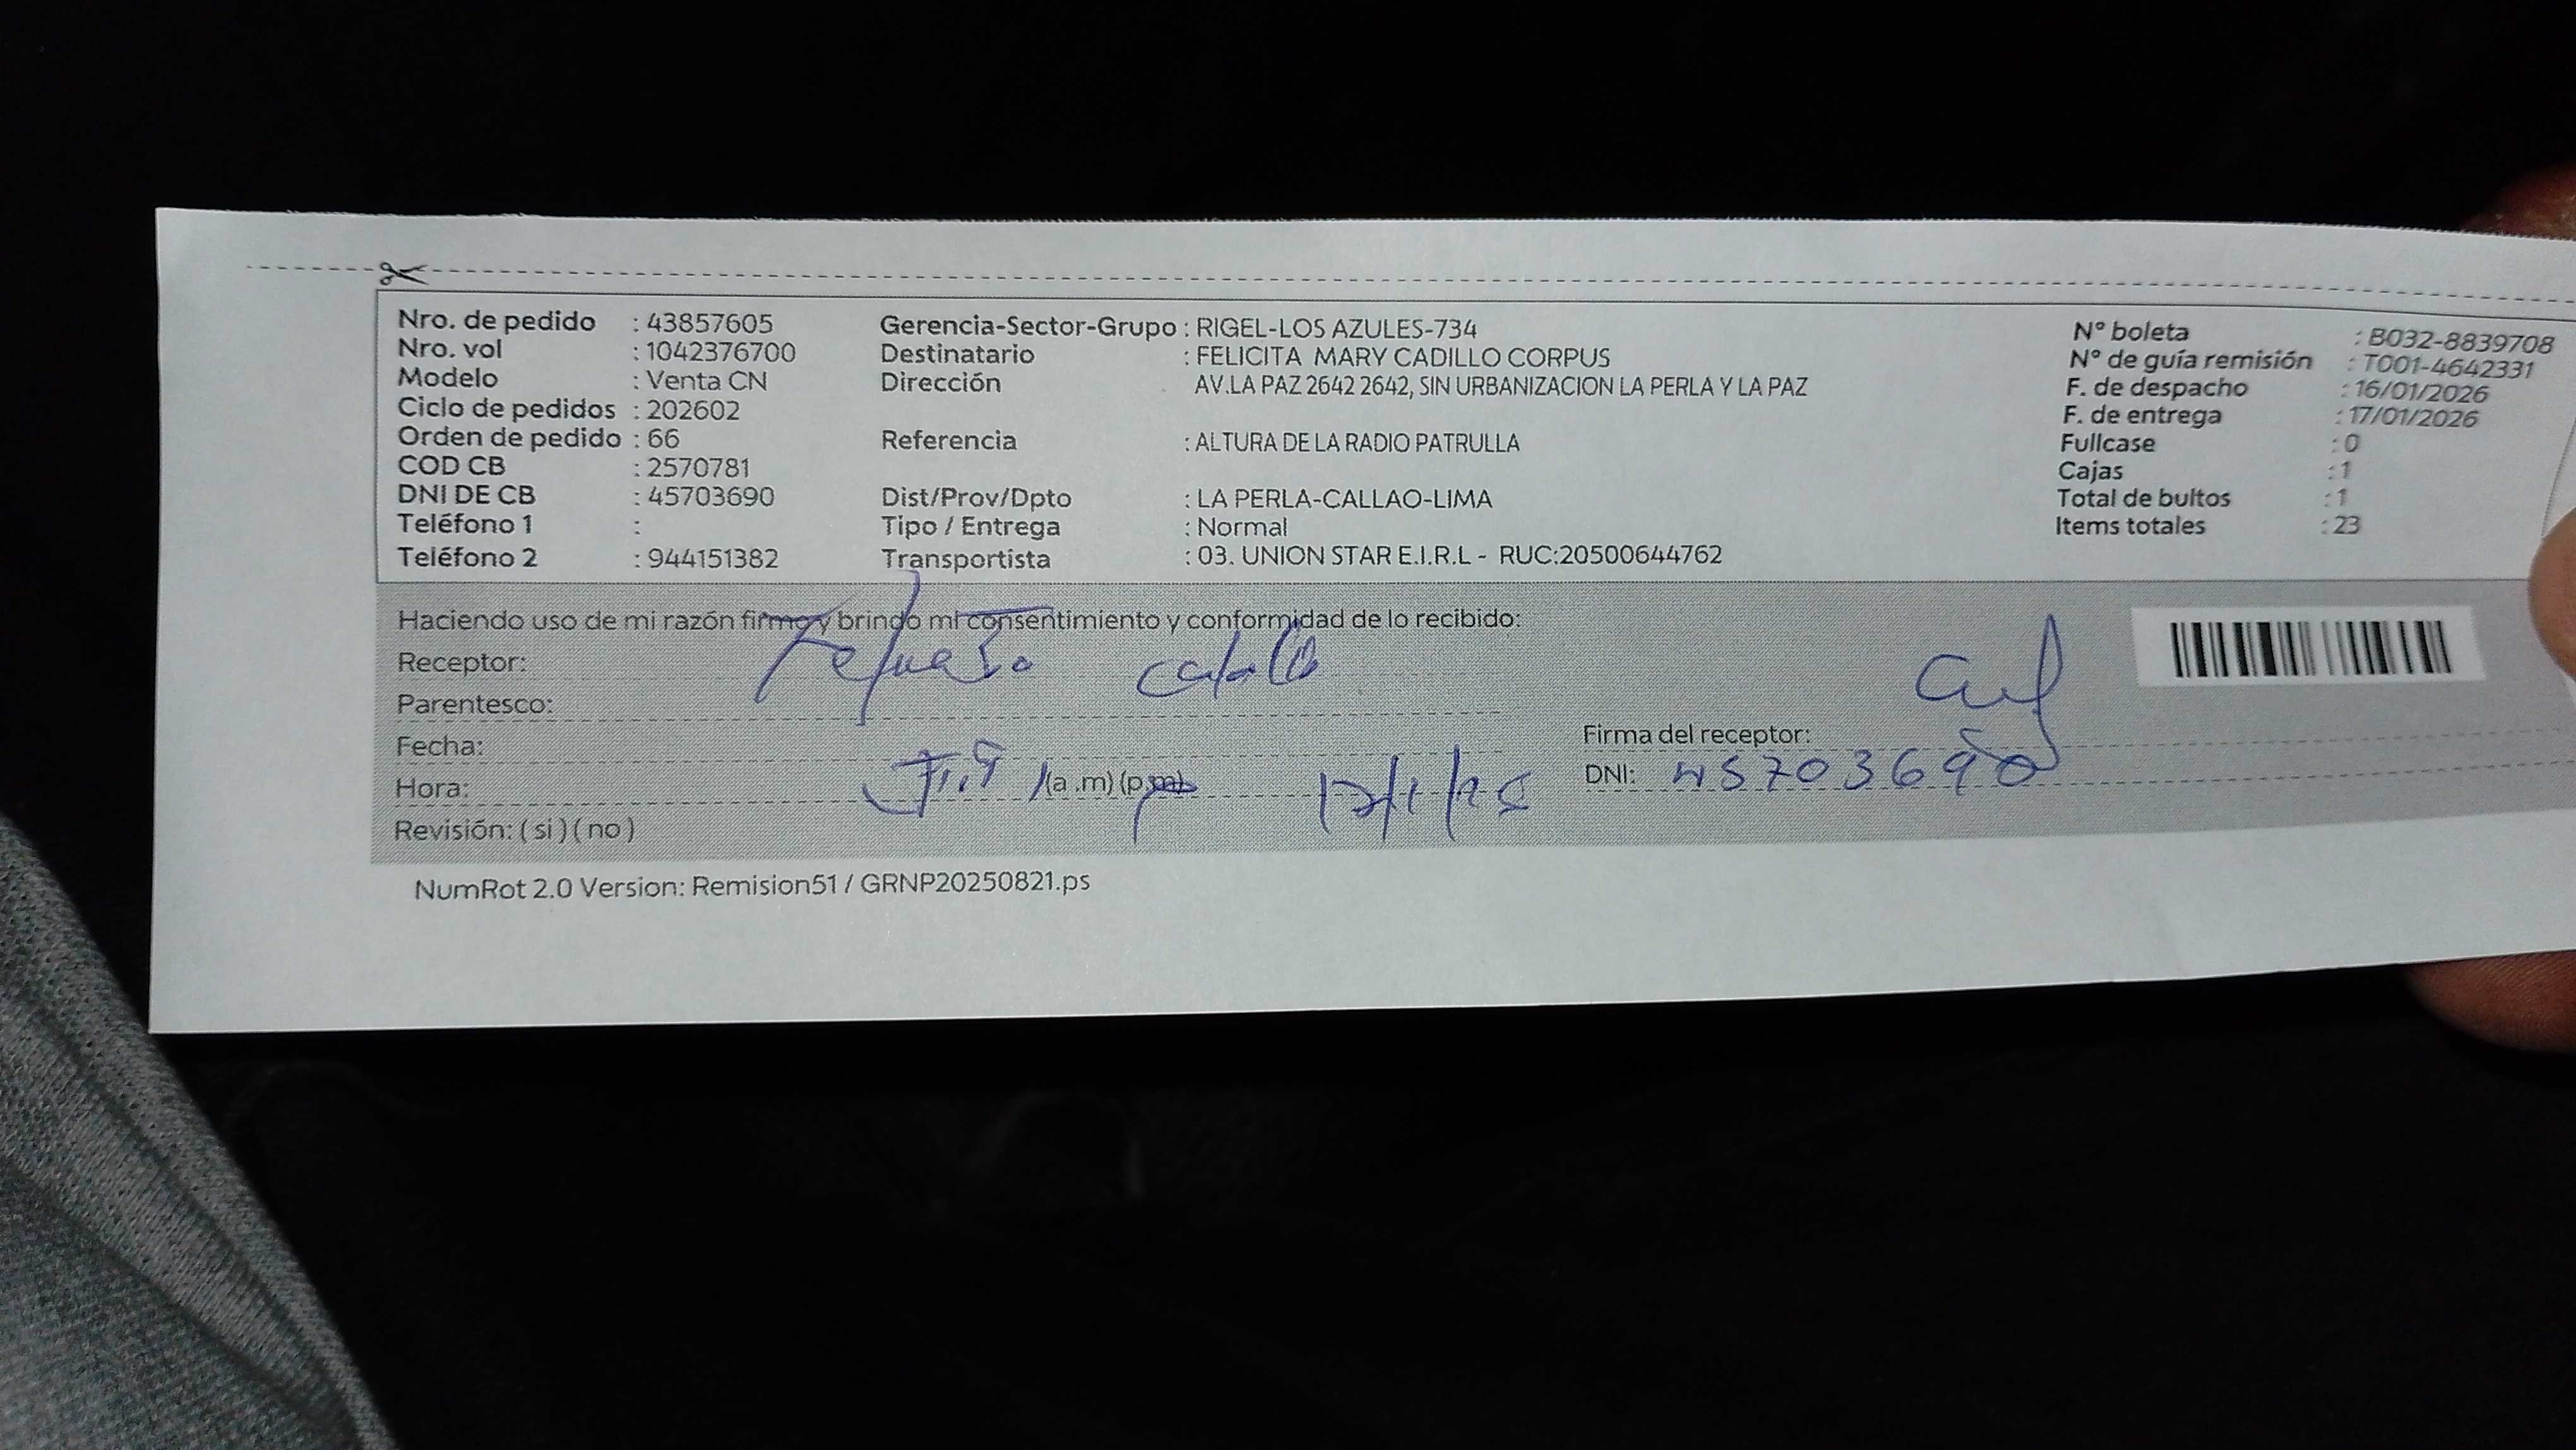 Nro. de pedido : 43857605
Nro. vol : 1042376700
Modelo : Venta CN
Ciclo de pedidos : 202602
Orden de pedido : 66
COD CB : 2570781
DNI DE CB : 45703690
Teléfono 1 :
Teléfono 2 : 944151382
Gerencia-Sector-Grupo : RIGEL-LOS AZULES-734
Destinatario : FELICITA MARY CADILLO CORPUS
Dirección AV.LA PAZ 2642 2642, SIN URBANIZACION LA PERLA Y LA PAZ
Referencia : ALTURA DE LA RADIO PATRULLA
Dist/Prov/Dpto : LA PERLA-CALLAO-LIMA
Tipo / Entrega : Normal
Transportista : 03. UNION STAR E.I.R.L - RUC:20500644762
N° boleta : B032-8839708
N° de guía remisión : T001-4642331
F. de despacho : 16/01/2026
F. de entrega : 17/01/2026
Fullcase : 0
Cajas : 1
Total de bultos : 1
Items totales : 23
Haciendo uso de mi razón firmo y brindo mi consentimiento y conformidad de lo recibido:
Receptor:
Parentesco:
Fecha:
Hora: (a .m) (p.m)
Revisión: ( si ) ( no )
Firma del receptor:
DNI: 45703690
NumRot 2.0 Version: Remision51 / GRNP20250821.ps